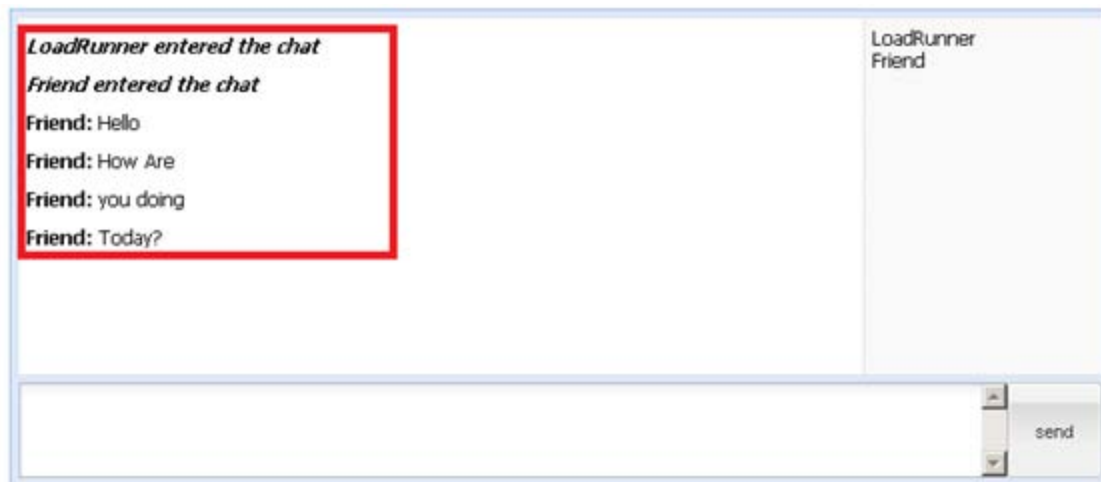 LoadRunner entered the chat
Friend entered the chat
Friend: Hello
Friend: How Are
Friend: you doing
Friend: Today?
LoadRunner
Friend
send